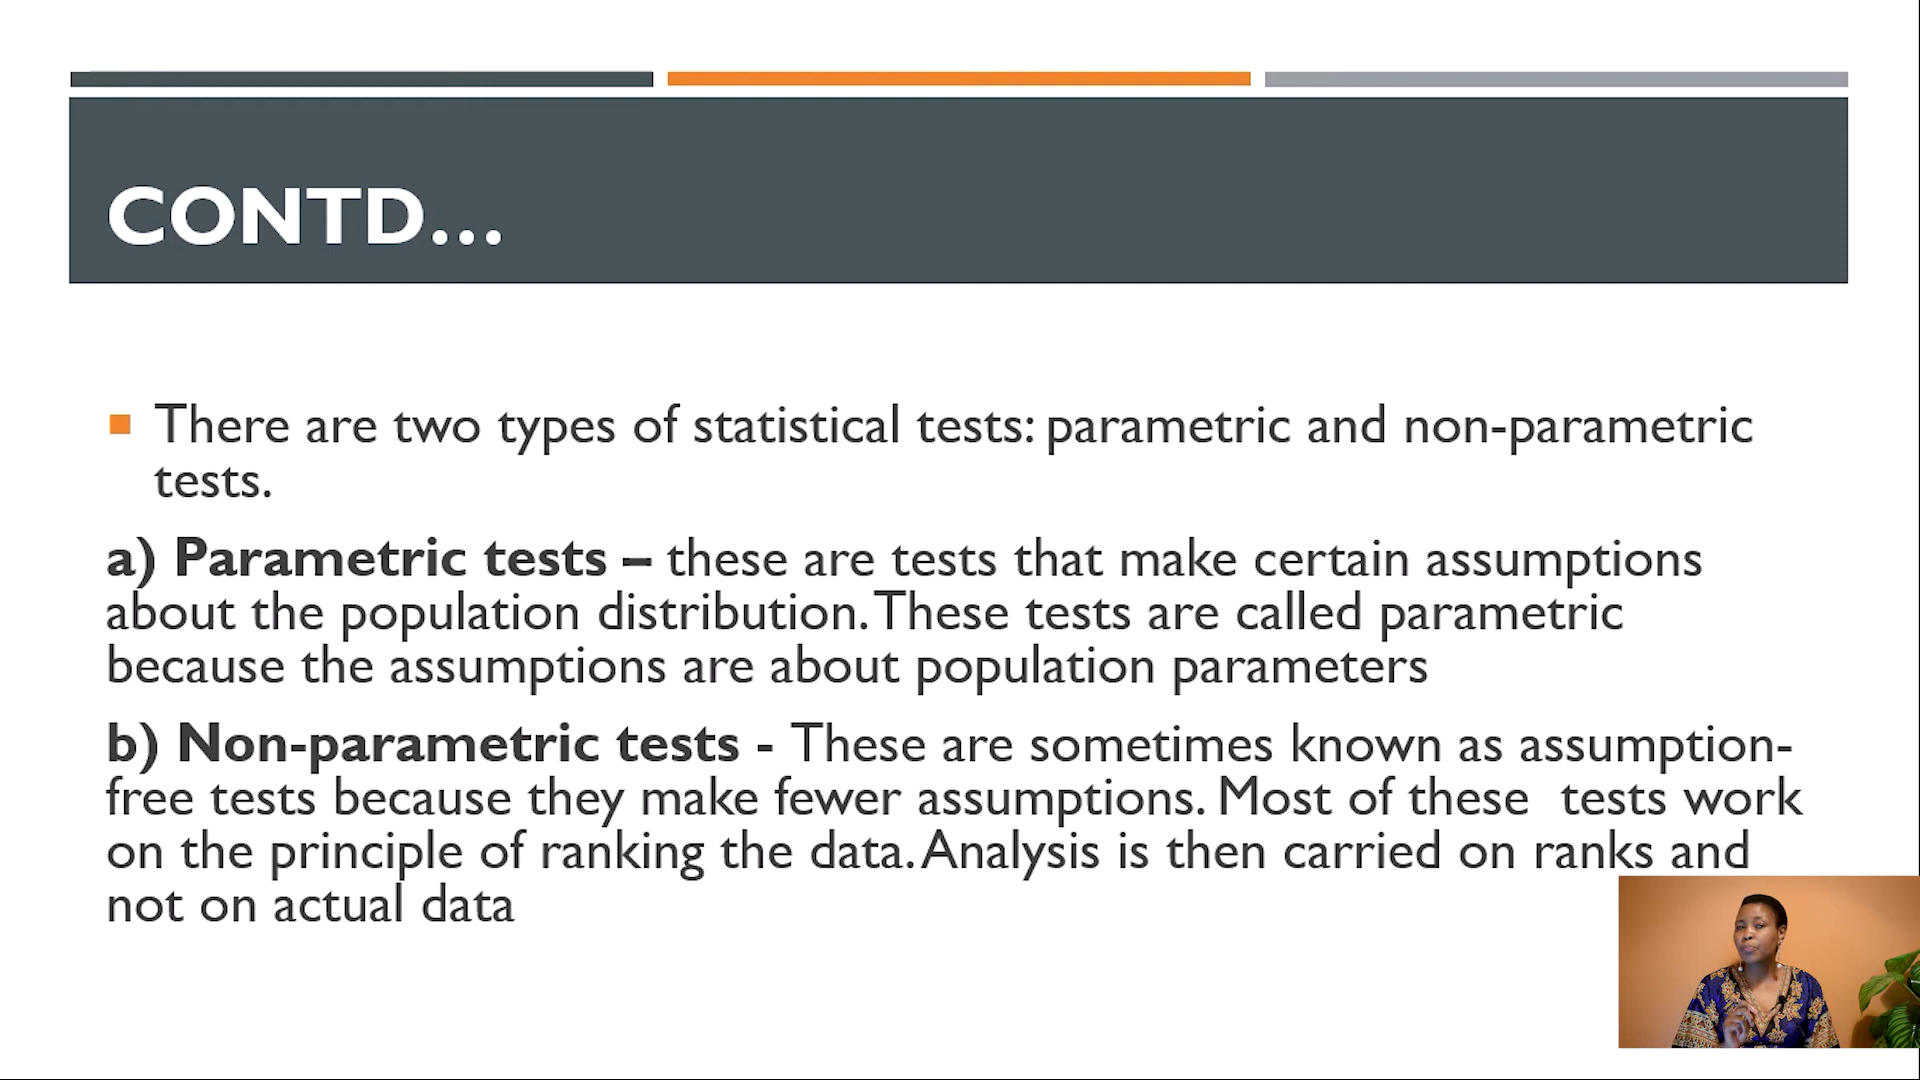 CONTD...
There are two types of statistical tests: parametric and non-parametric
tests.
a) Parametric tests – these are tests that make certain assumptions
about the population distribution. These tests are called parametric
because the assumptions are about population parameters
b) Non-parametric tests - These are sometimes known as assumption-
free tests because they make fewer assumptions. Most of these  tests work
on the principle of ranking the data. Analysis is then carried on ranks and
not on actual data